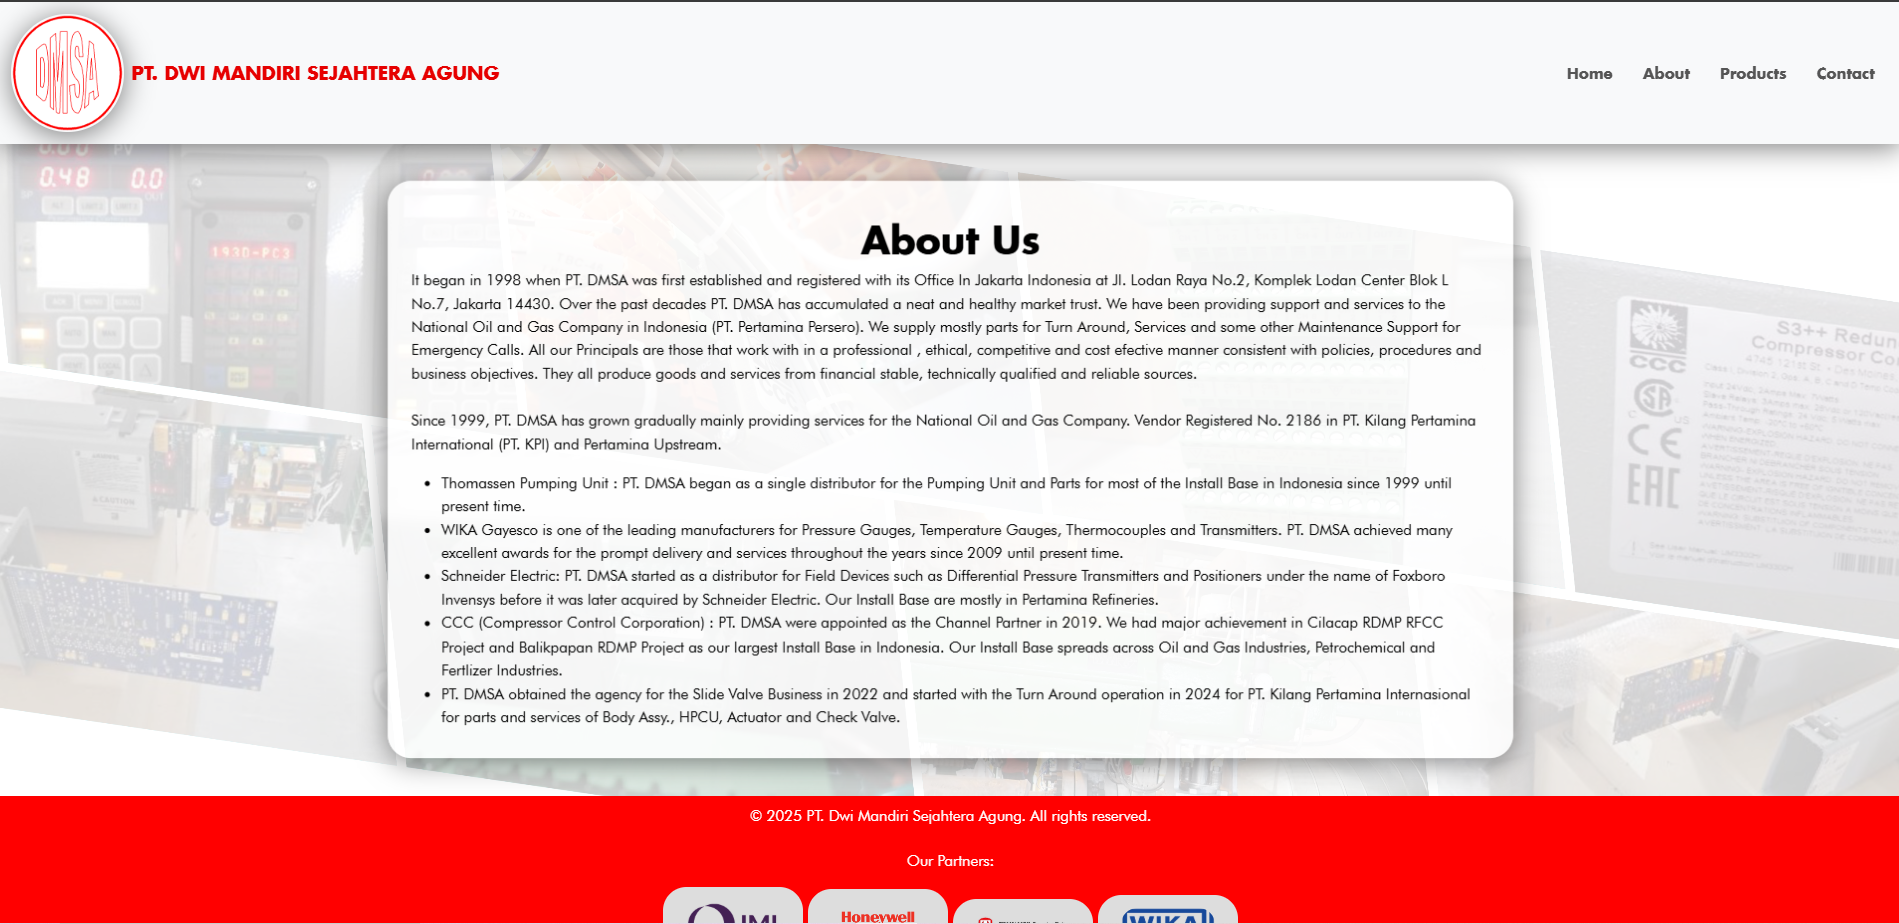 DMSA
PT. DWI MANDIRI SEJAHTERA AGUNG
Home
About
Products
Contact
0.00 PV
0.48 0.0
SP
OUT
1930-PC3
About Us
It began in 1998 when PT. DMSA was first established and registered with its Office In Jakarta Indonesia at Jl. Lodan Raya No.2, Komplek Lodan Center Blok L
No.7, Jakarta 14430. Over the past decades PT. DMSA has accumulated a neat and healthy market trust. We have been providing support and services to the
National Oil and Gas Company in Indonesia (PT. Pertamina Persero). We supply mostly parts for Turn Around, Services and some other Maintenance Support for
Emergency Calls. All our Principals are those that work with in a professional , ethical, competitive and cost efective manner consistent with policies, procedures and
business objectives. They all produce goods and services from financial stable, technically qualified and reliable sources.
Since 1999, PT. DMSA has grown gradually mainly providing services for the National Oil and Gas Company. Vendor Registered No. 2186 in PT. Kilang Pertamina
International (PT. KPI) and Pertamina Upstream.
• Thomassen Pumping Unit : PT. DMSA began as a single distributor for the Pumping Unit and Parts for most of the Install Base in Indonesia since 1999 until
present time.
• WIKA Gayesco is one of the leading manufacturers for Pressure Gauges, Temperature Gauges, Thermocouples and Transmitters. PT. DMSA achieved many
excellent awards for the prompt delivery and services throughout the years since 2009 until present time.
• Schneider Electric: PT. DMSA started as a distributor for Field Devices such as Differential Pressure Transmitters and Positioners under the name of Foxboro
Invensys before it was later acquired by Schneider Electric. Our Install Base are mostly in Pertamina Refineries.
• CCC (Compressor Control Corporation) : PT. DMSA were appointed as the Channel Partner in 2019. We had major achievement in Cilacap RDMP RFCC
Project and Balikpapan RDMP Project as our largest Install Base in Indonesia. Our Install Base spreads across Oil and Gas Industries, Petrochemical and
Fertlizer Industries.
• PT. DMSA obtained the agency for the Slide Valve Business in 2022 and started with the Turn Around operation in 2024 for PT. Kilang Pertamina Internasional
for parts and services of Body Assy., HPCU, Actuator and Check Valve.
CCC
S3++ Redun
Compressor Co
CE
EAC
CAUTION
© 2025 PT. Dwi Mandiri Sejahtera Agung. All rights reserved.
Our Partners:
IMI
Honeywell
WIKA